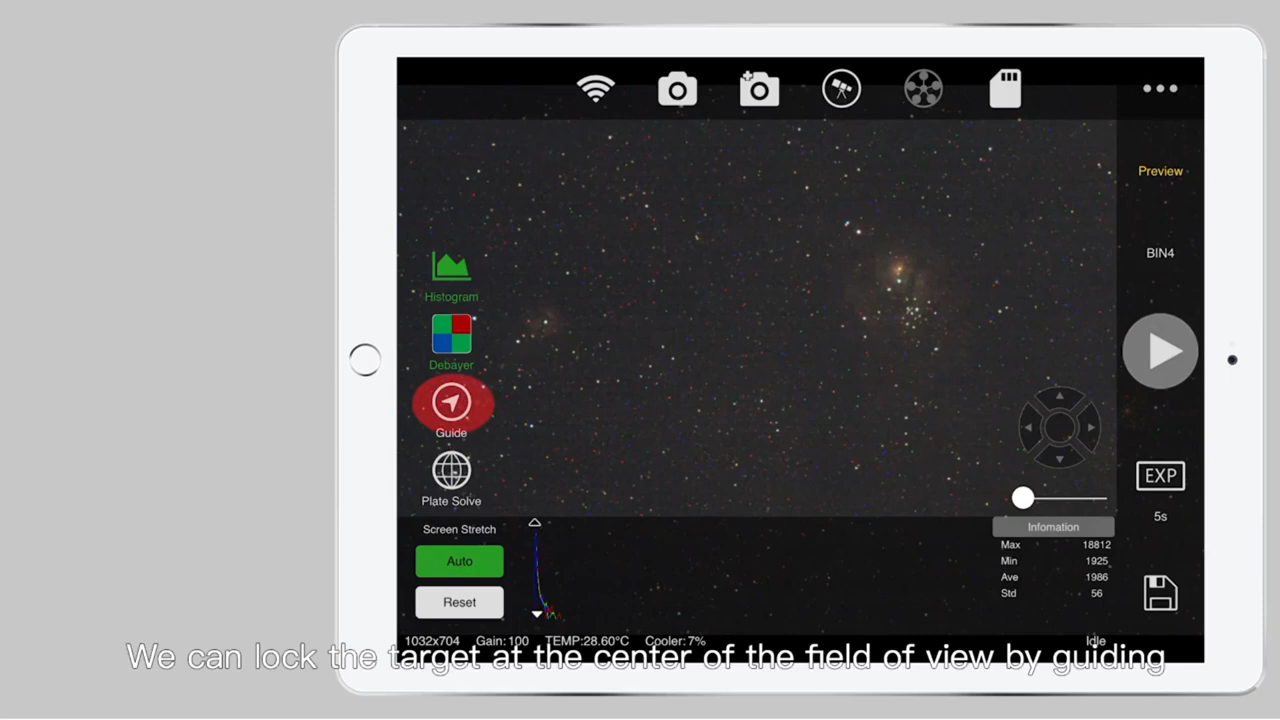 Preview
BIN4
Histogram
Debayer
Guide
Plate Solve
EXP
5s
Screen Stretch
Auto
Reset
Infomation
Max 18812
Min 1925
Ave 1986
Std 56
1032x704 Gain:100 TEMP:28.60°C Cooler:7% Idle
We can lock the target at the center of the field of view by guiding